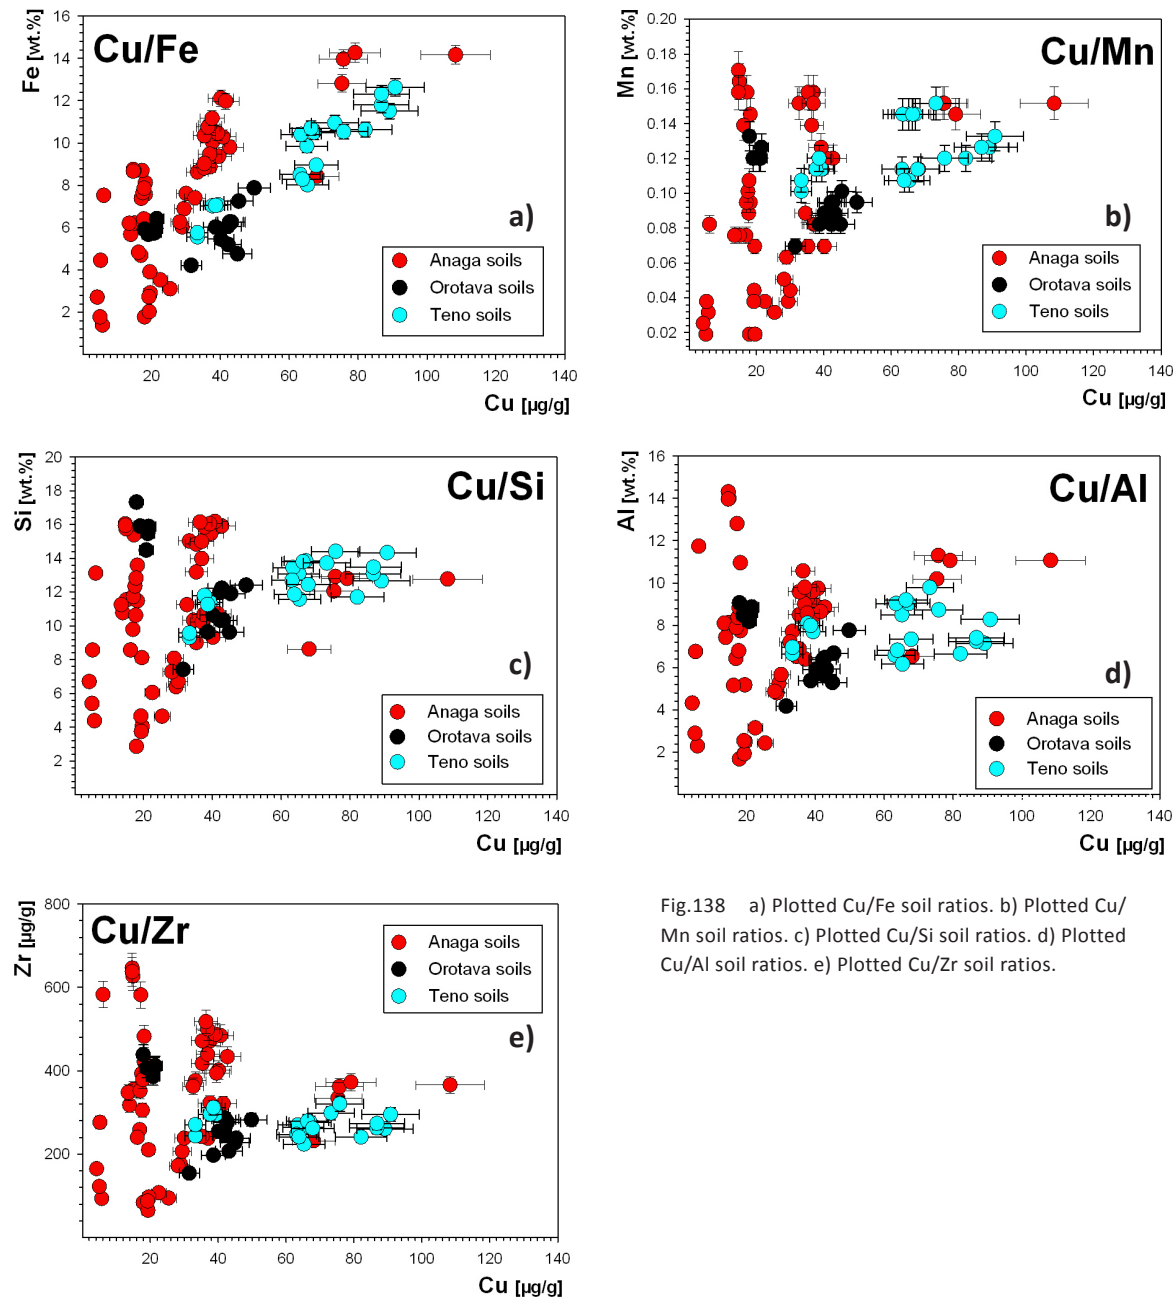 Cu/Fe
Fe [wt.%]
16
14
12
10
8
6
4
2
a)
Anaga soils
Orotava soils
Teno soils
20 40 60 80 100 120 140
Cu [µg/g]
Cu/Mn
Mn [wt.%]
0.20
0.18
0.16
0.14
0.12
0.10
0.08
0.06
0.04
0.02
b)
Anaga soils
Orotava soils
Teno soils
20 40 60 80 100 120 140
Cu [µg/g]
Cu/Si
Si [wt.%]
20
18
16
14
12
10
8
6
4
2
c)
Anaga soils
Orotava soils
Teno soils
20 40 60 80 100 120 140
Cu [µg/g]
Cu/Al
Al [wt.%]
16
14
12
10
8
6
4
2
d)
Anaga soils
Orotava soils
Teno soils
20 40 60 80 100 120 140
Cu [µg/g]
Cu/Zr
Zr [µg/g]
800
600
400
200
Anaga soils
Orotava soils
Teno soils
e)
20 40 60 80 100 120 140
Cu [µg/g]
Fig.138 a) Plotted Cu/Fe soil ratios. b) Plotted Cu/
Mn soil ratios. c) Plotted Cu/Si soil ratios. d) Plotted
Cu/Al soil ratios. e) Plotted Cu/Zr soil ratios.